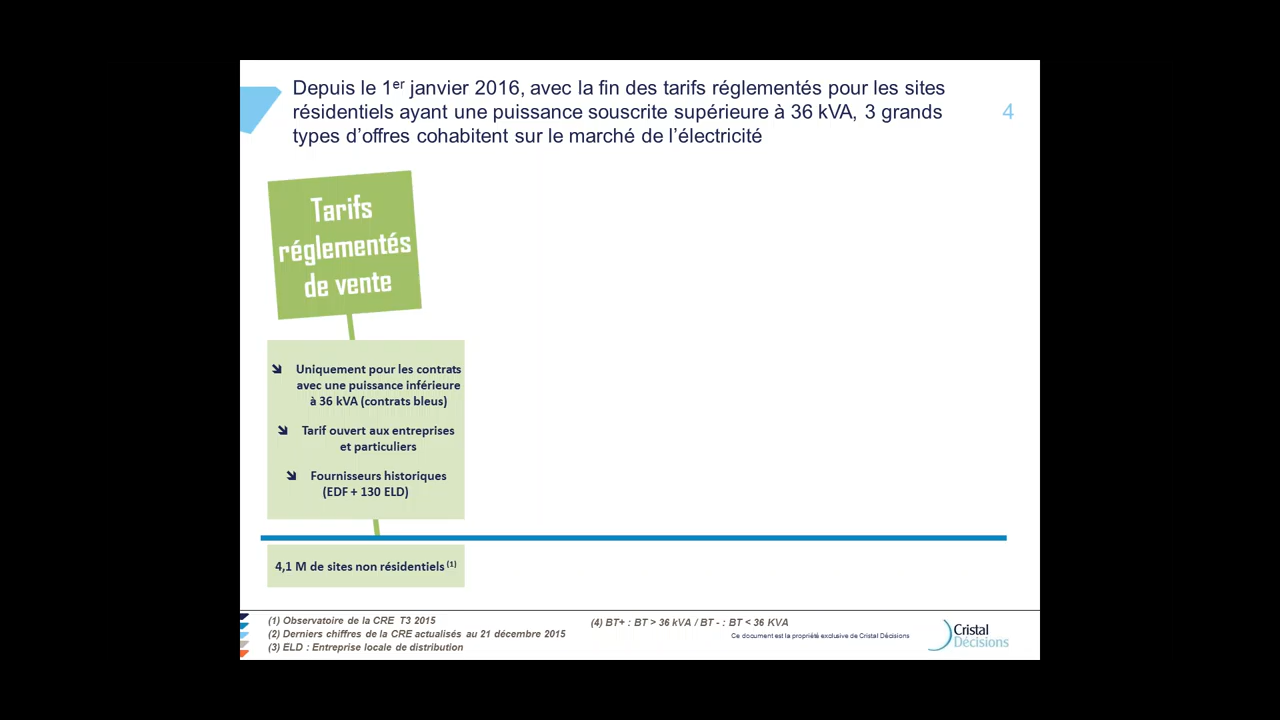 Depuis le 1er janvier 2016, avec la fin des tarifs réglementés pour les sites
résidentiels ayant une puissance souscrite supérieure à 36 kVA, 3 grands
types d’offres cohabitent sur le marché de l’électricité
4
Tarifs
réglementés
de vente
Uniquement pour les contrats
avec une puissance inférieure
à 36 kVA (contrats bleus)
Tarif ouvert aux entreprises
et particuliers
Fournisseurs historiques
(EDF + 130 ELD)
4,1 M de sites non résidentiels (1)
(1) Observatoire de la CRE T3 2015
(2) Derniers chiffres de la CRE actualisés au 21 décembre 2015
(3) ELD : Entreprise locale de distribution
(4) BT+ : BT > 36 kVA / BT - : BT < 36 KVA
Ce document est la propriété exclusive de Cristal Décisions
Cristal
Décisions